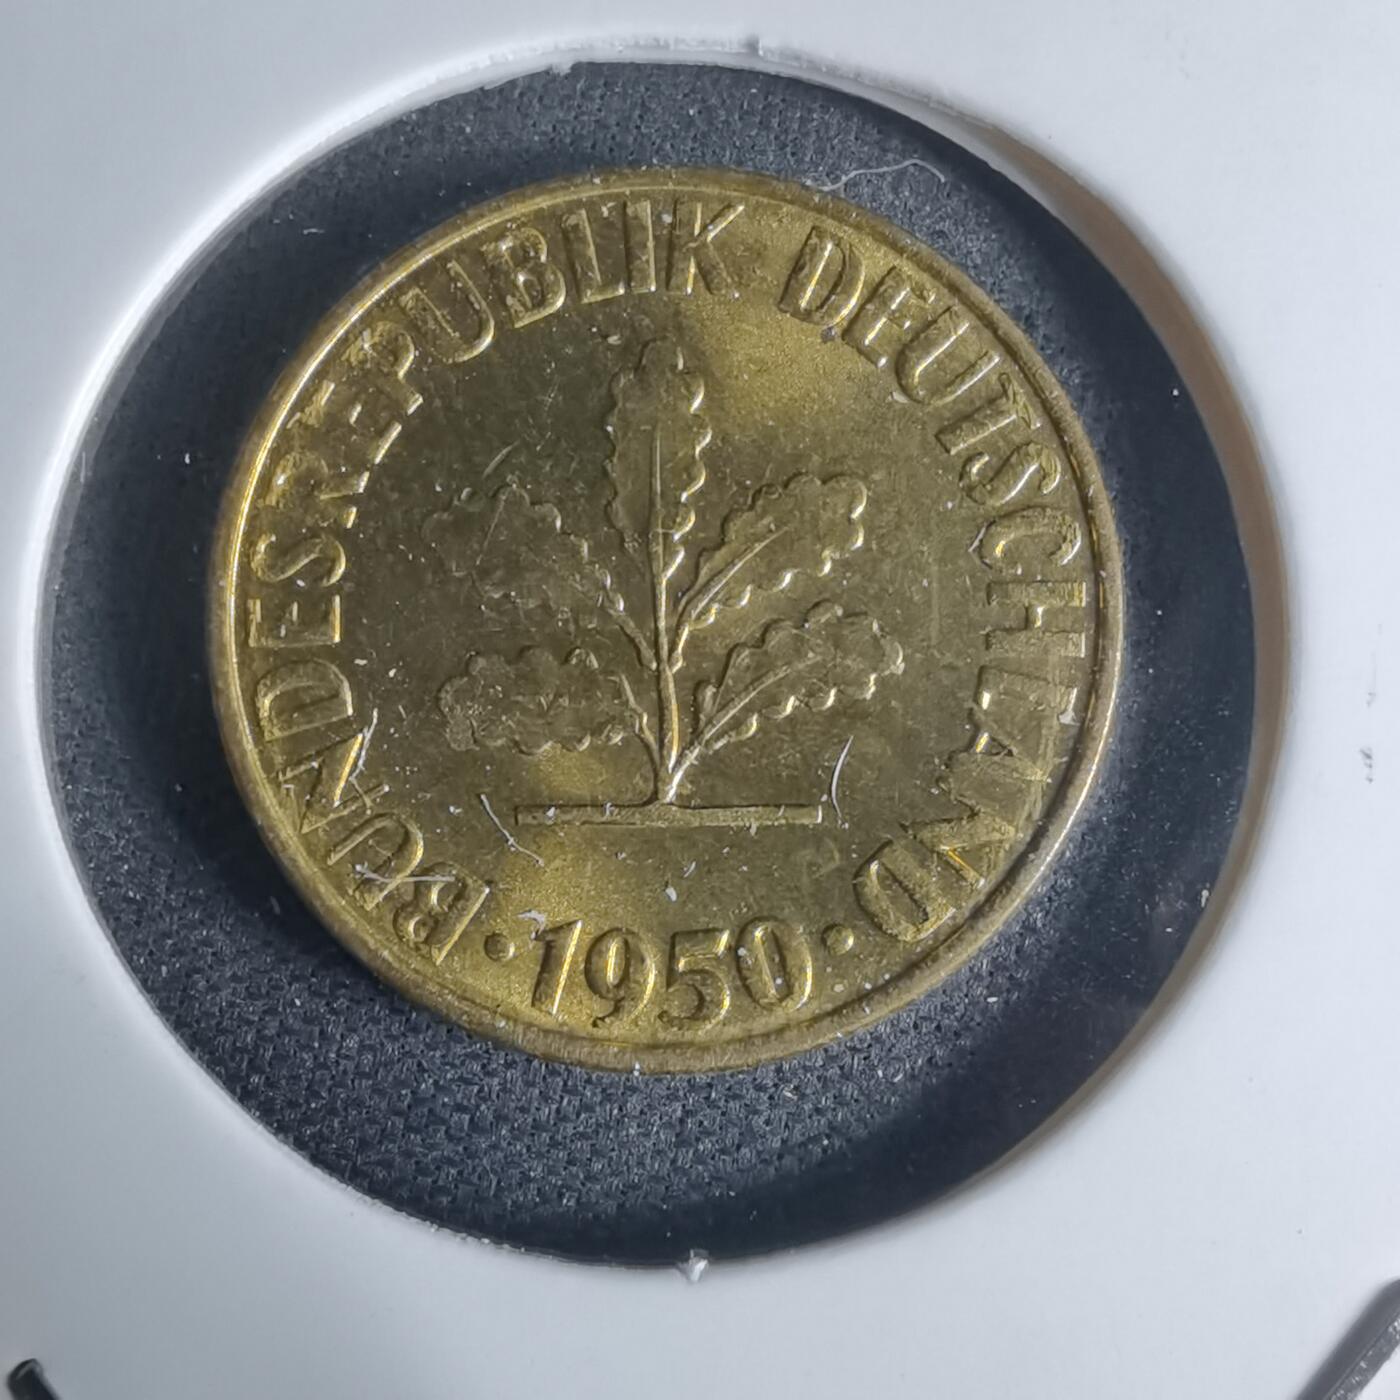 BUNDESREPUBLIK DEUTSCHLAND
· 1950 ·